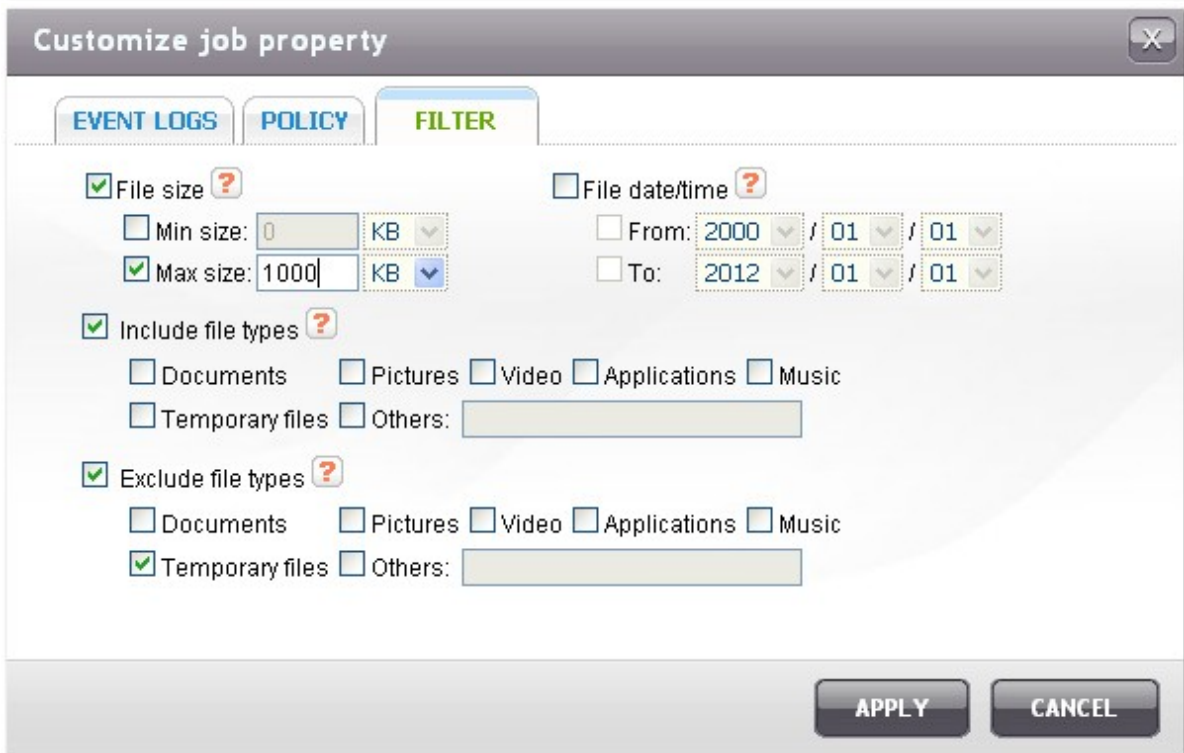 Customize job property
X
EVENT LOGS POLICY FILTER
File size ? File date/time ?
Min size: 0 KB From: 2000 / 01 / 01
Max size: 1000 KB To: 2012 / 01 / 01
Include file types ?
Documents Pictures Video Applications Music
Temporary files Others:
Exclude file types ?
Documents Pictures Video Applications Music
Temporary files Others:
APPLY CANCEL